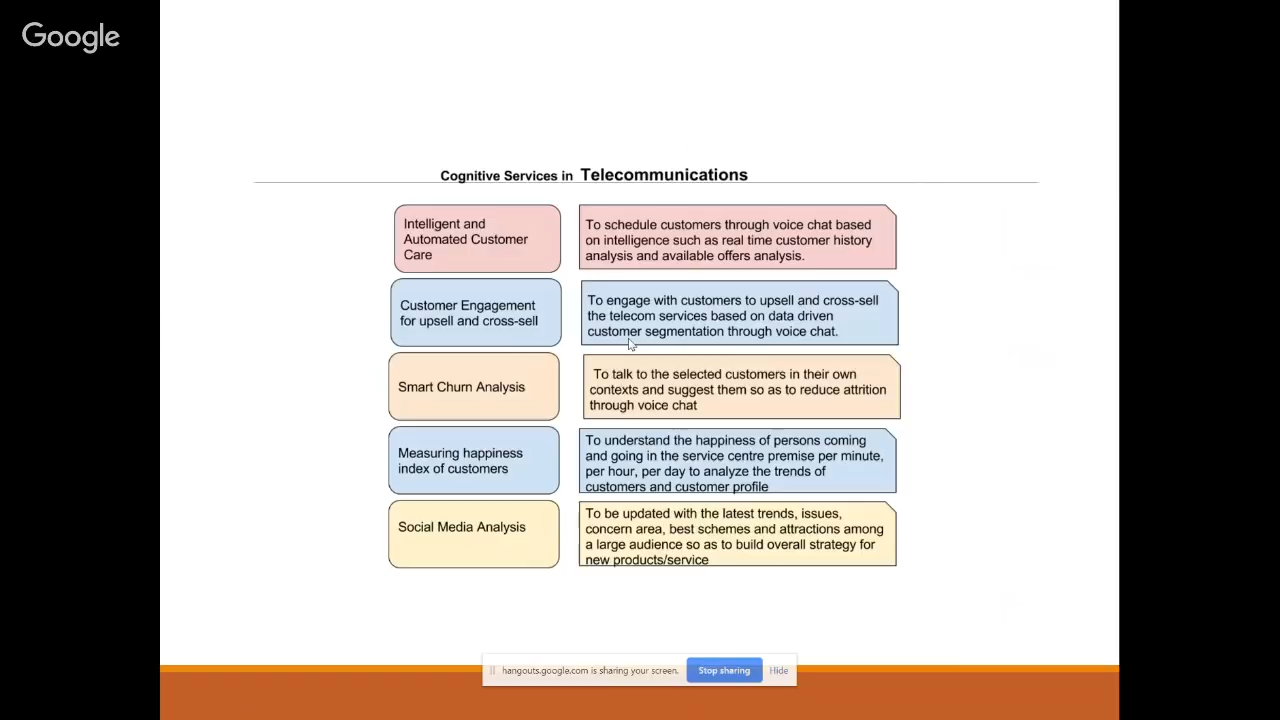 Google
Cognitive Services in Telecommunications
Intelligent and
Automated Customer
Care
To schedule customers through voice chat based
on intelligence such as real time customer history
analysis and available offers analysis.
Customer Engagement
for upsell and cross-sell
To engage with customers to upsell and cross-sell
the telecom services based on data driven
customer segmentation through voice chat.
Smart Churn Analysis
To talk to the selected customers in their own
contexts and suggest them so as to reduce attrition
through voice chat
Measuring happiness
index of customers
To understand the happiness of persons coming
and going in the service centre premise per minute,
per hour, per day to analyze the trends of
customers and customer profile
Social Media Analysis
To be updated with the latest trends, issues,
concern area, best schemes and attractions among
a large audience so as to build overall strategy for
new products/service
hangouts.google.com is sharing your screen.
Stop sharing
Hide